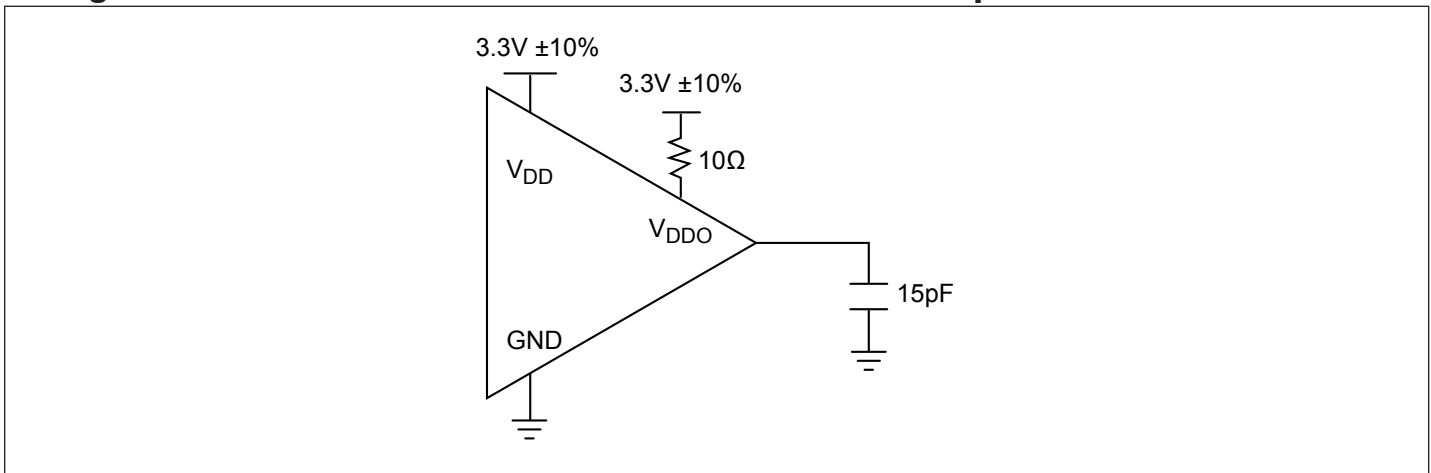 3.3V ±10%
3.3V ±10%
10Ω
VDD
VDDO
15pF
GND